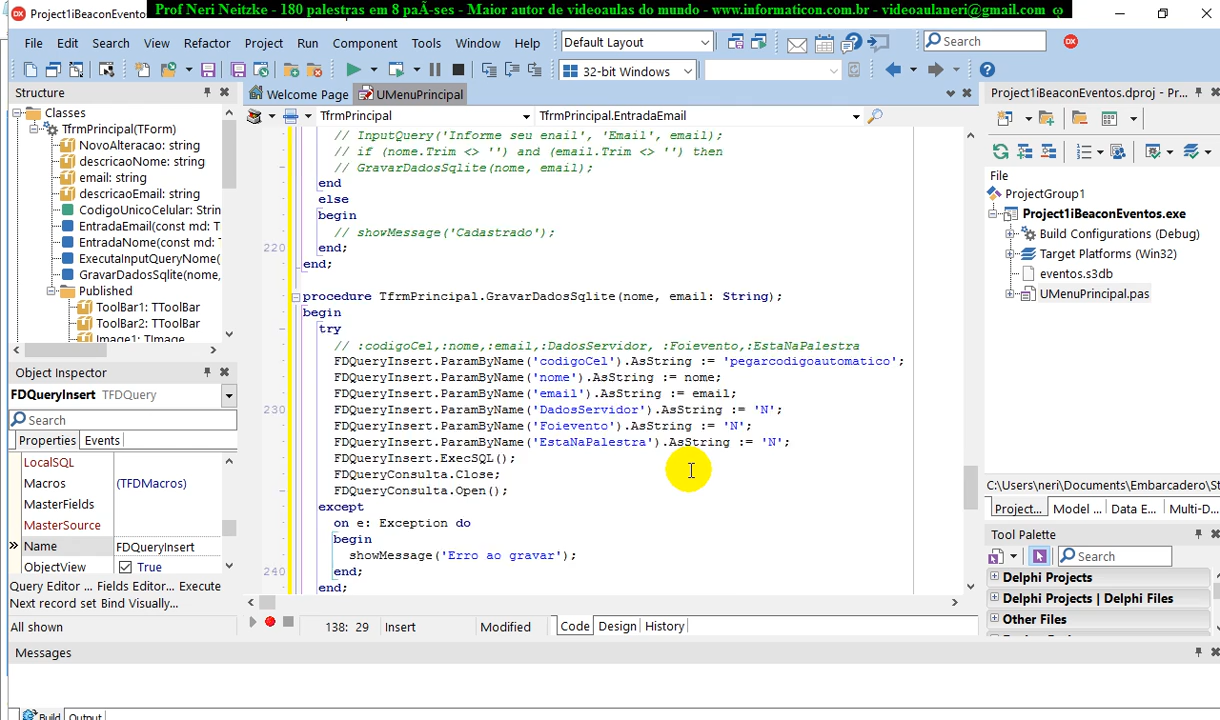 Project1iBeaconEventos
Prof Neri Neitzke - 180 palestras em 8 paÃ-ses - Maior autor de videoaulas do mundo - www.informaticon.com.br - videoaulaneri@gmail.com
File Edit Search View Refactor Project Run Component Tools Window Help
Default Layout
Search
32-bit Windows
Structure
Welcome Page
UMenuPrincipal
Project1iBeaconEventos.dproj - Pr...
TfrmPrincipal
TfrmPrincipal.EntradaEmail
Classes
TfrmPrincipal(TForm)
NovoAlteracao: string
descricaoNome: string
email: string
descricaoEmail: string
CodigoUnicoCelular: Strin
EntradaEmail(const md: T
EntradaNome(const md:
ExecutaInputQueryNome(
GravarDadosSqlite(nome,
Published
ToolBar1: TToolBar
ToolBar2: TToolBar
Image1: TImage
// InputQuery('Informe seu enail', 'Email', email);
// if (nome.Trim <> '') and (email.Trim <> '') then
// GravarDadosSqlite(nome, email);
end
else
begin
// showMessage('Cadastrado');
220 end;
end;
procedure TfrmPrincipal.GravarDadosSqlite(nome, email: String);
begin
try
// :codigoCel,:nome,:email,:DadosServidor, :Foievento,:EstaNaPalestra
FDQueryInsert.ParamByName('codigoCel').AsString := 'pegarcodigoautomatico';
FDQueryInsert.ParamByName('nome').AsString := nome;
FDQueryInsert.ParamByName('email').AsString := email;
230 FDQueryInsert.ParamByName('DadosServidor').AsString := 'N';
FDQueryInsert.ParamByName('Foievento').AsString := 'N';
FDQueryInsert.ParamByName('EstaNaPalestra').AsString := 'N';
FDQueryInsert.ExecSQL();
FDQueryConsulta.Close;
FDQueryConsulta.Open();
except
on e: Exception do
begin
showMessage('Erro ao gravar');
240 end;
end;
File
ProjectGroup1
Project1iBeaconEventos.exe
Build Configurations (Debug)
Target Platforms (Win32)
eventos.s3db
UMenuPrincipal.pas
C:\Users\neri\Documents\Embarcadero\St
Project... Model ... Data E... Multi-D...
Tool Palette
Search
Delphi Projects
Delphi Projects | Delphi Files
Other Files
Object Inspector
FDQueryInsert TFDQuery
Search
Properties Events
LocalSQL
Macros (TFDMacros)
MasterFields
MasterSource
Name FDQueryInsert
ObjectView True
Query Editor ... Fields Editor... Execute
Next record set Bind Visually...
All shown
138: 29 Insert Modified
Code Design History
Messages
Build Output